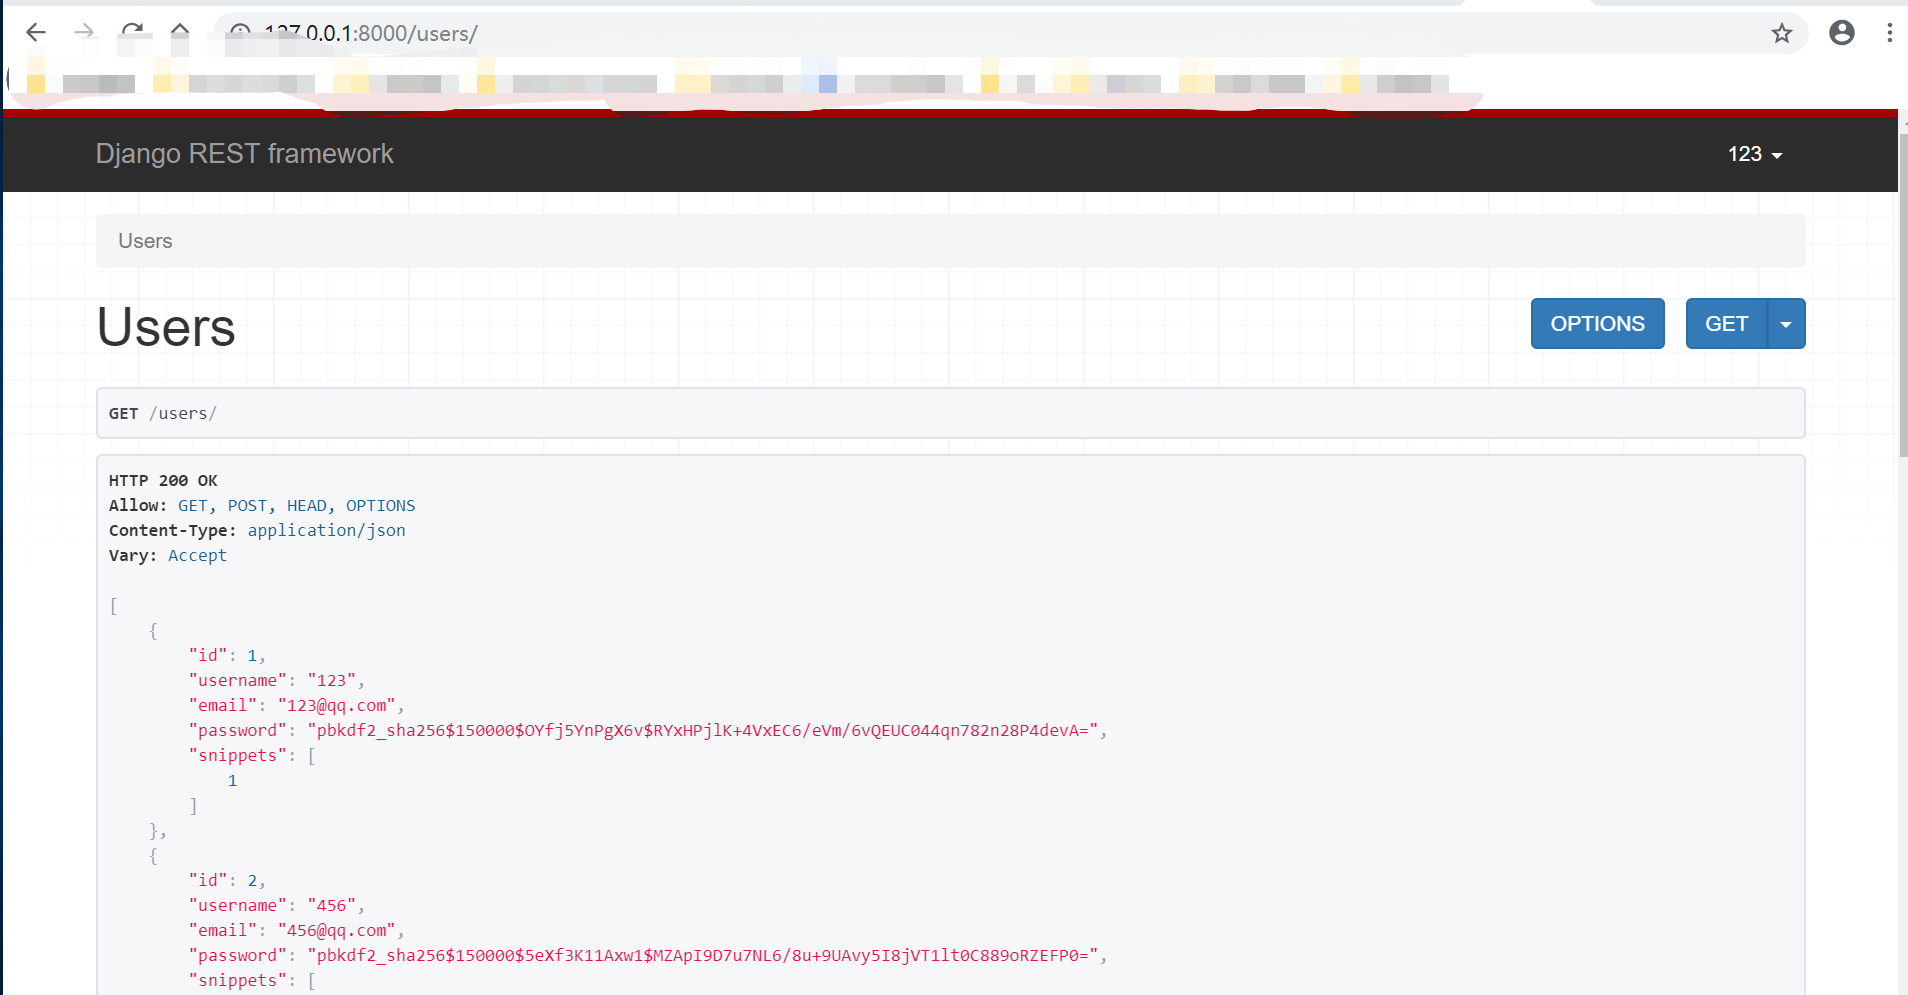 127.0.0.1:8000/users/
Django REST framework
123
Users
Users
OPTIONS
GET
GET /users/
HTTP 200 OK
Allow: GET, POST, HEAD, OPTIONS
Content-Type: application/json
Vary: Accept
[
{
"id": 1,
"username": "123",
"email": "123@qq.com",
"password": "pbkdf2_sha256$150000$OYfj5YnPgX6v$RYxHPjlK+4VxEC6/eVm/6vQEUC044qn782n28P4devA=",
"snippets": [
1
]
},
{
"id": 2,
"username": "456",
"email": "456@qq.com",
"password": "pbkdf2_sha256$150000$5eXf3K11Axw1$MZApI9D7u7NL6/8u+9UAvy5I8jVT1lt0C889oRZEFP0=",
"snippets": [